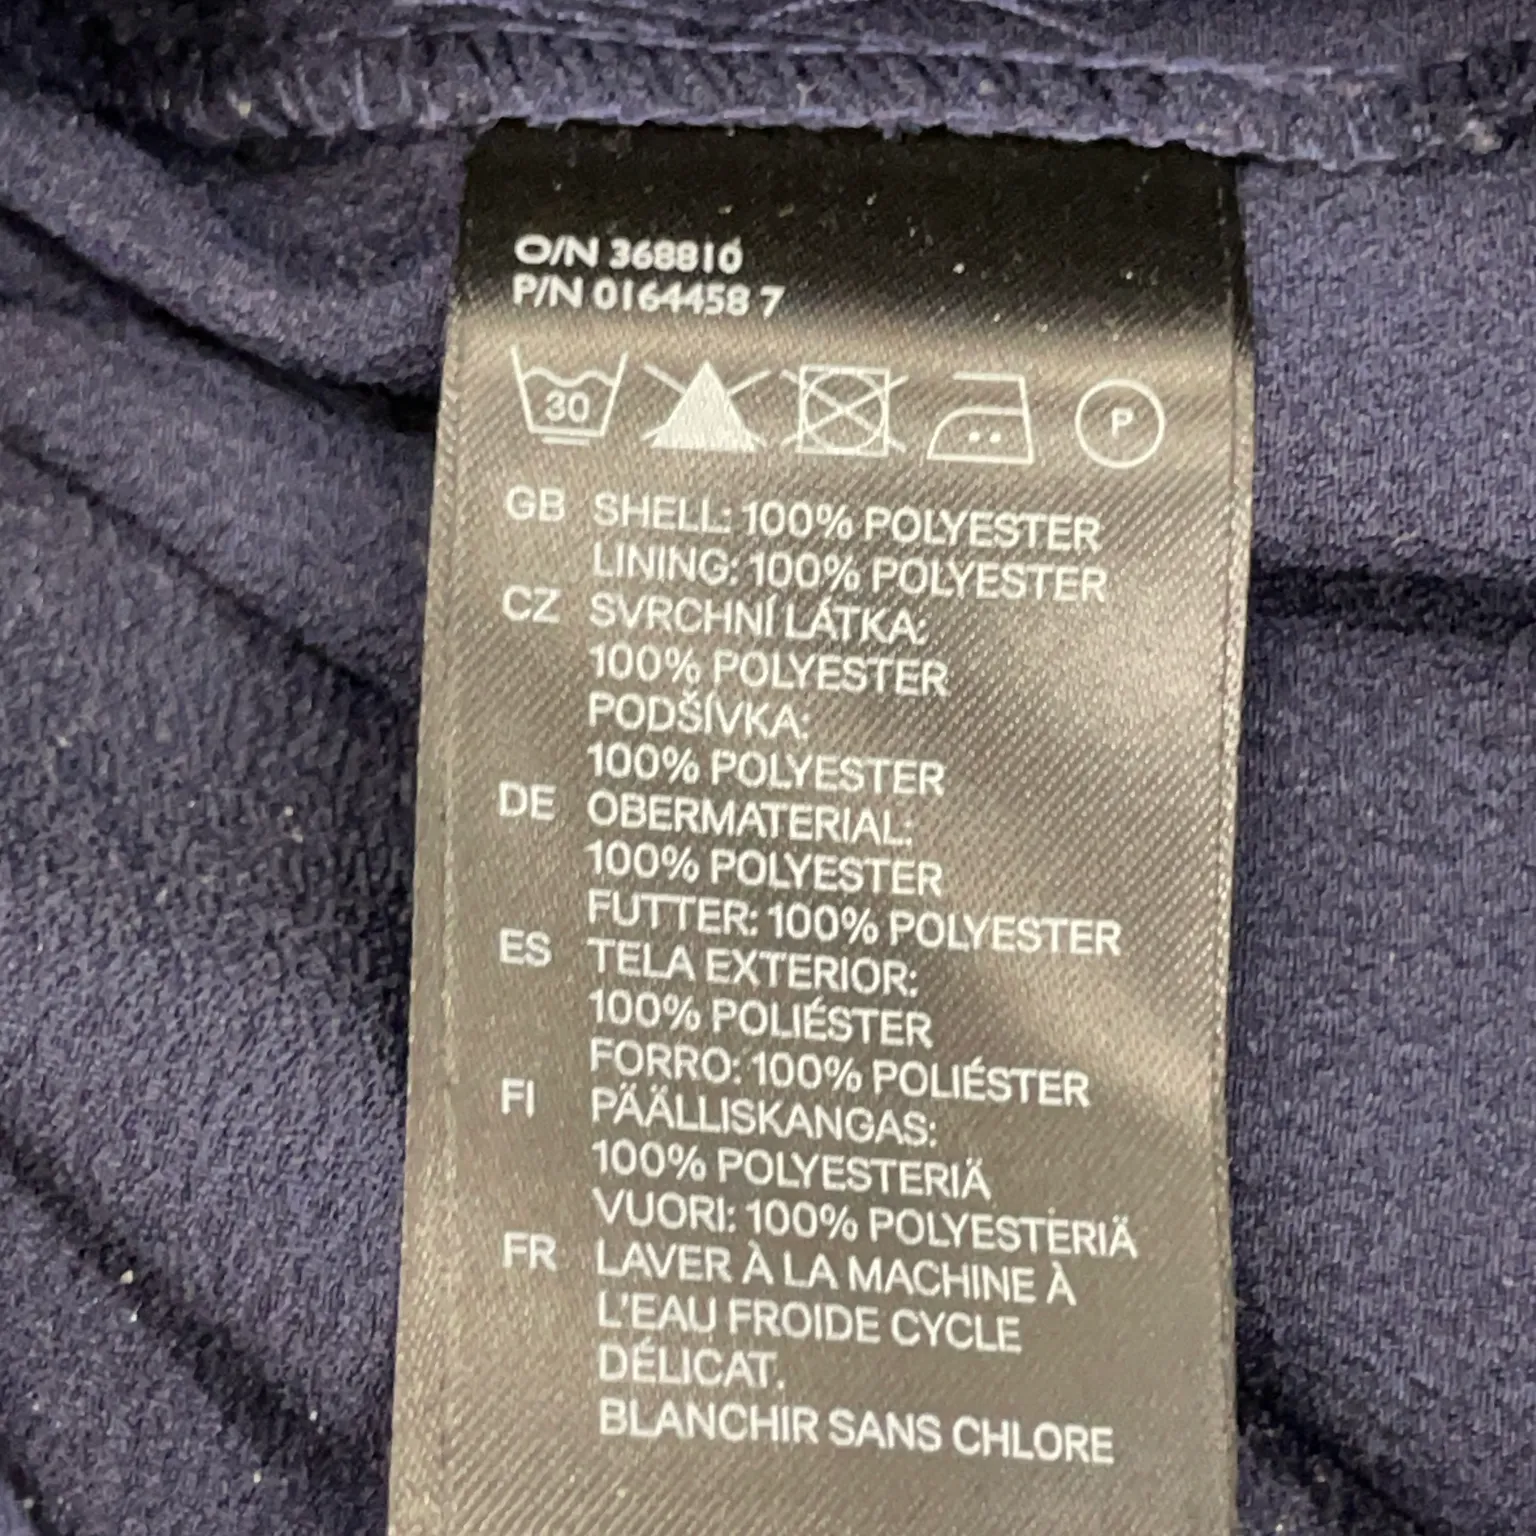 O/N 368810
P/N 0164458 7
30
P
GB SHELL: 100% POLYESTER
LINING: 100% POLYESTER
CZ SVRCHNÍ LÁTKA:
100% POLYESTER
PODŠÍVKA:
100% POLYESTER
DE OBERMATERIAL:
100% POLYESTER
FUTTER: 100% POLYESTER
ES TELA EXTERIOR:
100% POLIÉSTER
FORRO: 100% POLIÉSTER
FI PÄÄLLISKANGAS:
100% POLYESTERIÄ
VUORI: 100% POLYESTERIÄ
FR LAVER À LA MACHINE À
L'EAU FROIDE CYCLE
DÉLICAT.
BLANCHIR SANS CHLORE